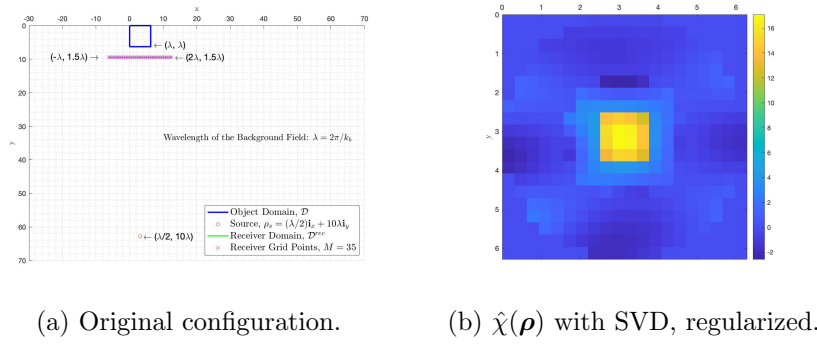 x
-30 -20 -10 0 10 20 30 40 50 60 70
0
10
20
30
40
50
60
70
y
(λ, λ)
(-λ, 1.5λ)
(2λ, 1.5λ)
Wavelength of the Background Field: λ = 2π/k_b
(λ/2, 10λ)
Object Domain, 𝒟
Source, ρ_s = (λ/2)i_x + 10λi_y
Receiver Domain, 𝒟^rec
Receiver Grid Points, M = 35
0 1 2 3 4 5 6
0
1
2
3
4
5
6
y
16
14
12
10
8
6
4
2
0
-2
(a) Original configuration.
(b) χ̂(ρ) with SVD, regularized.